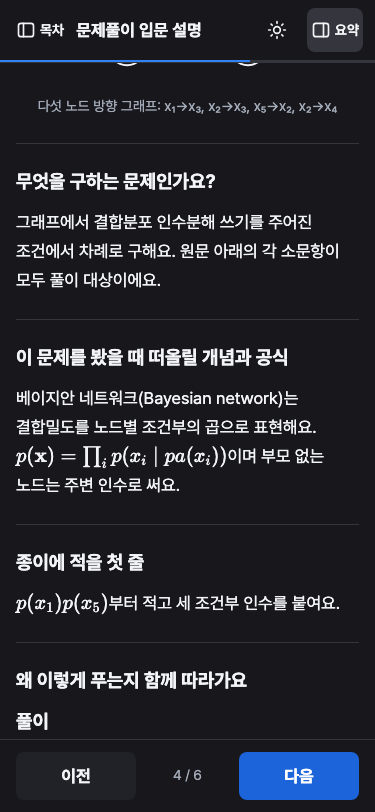 목차 문제풀이 입문 설명 요약
다섯 노드 방향 그래프: x₁→x₃, x₂→x₃, x₅→x₂, x₂→x₄
무엇을 구하는 문제인가요?
그래프에서 결합분포 인수분해 쓰기를 주어진
조건에서 차례로 구해요. 원문 아래의 각 소문항이
모두 풀이 대상이에요.
이 문제를 봤을 때 떠올릴 개념과 공식
베이지안 네트워크(Bayesian network)는
결합밀도를 노드별 조건부의 곱으로 표현해요.
p(x) = ∏ᵢ p(xᵢ | pa(xᵢ))이며 부모 없는
노드는 주변 인수로 써요.
종이에 적을 첫 줄
p(x₁)p(x₅)부터 적고 세 조건부 인수를 붙여요.
왜 이렇게 푸는지 함께 따라가요
풀이
이전 4 / 6 다음